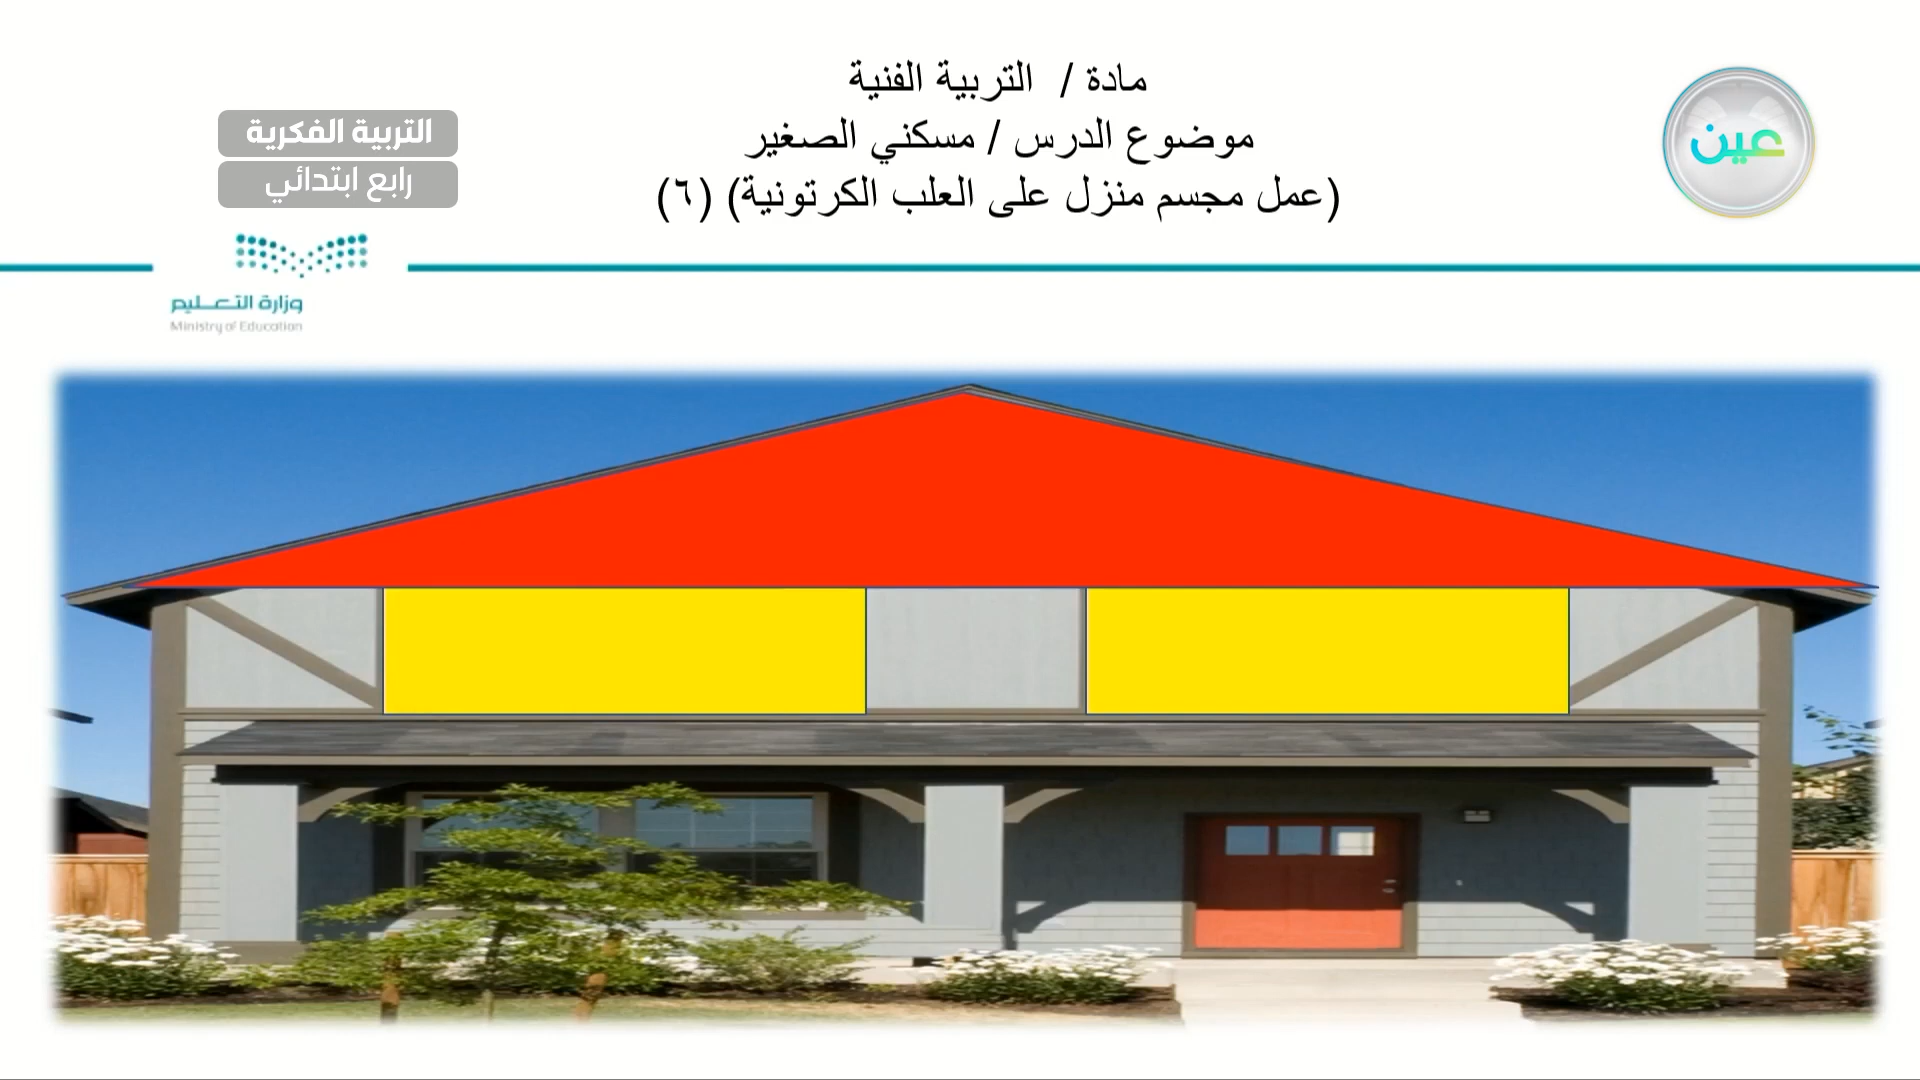 مادة / التربية الفنية
موضوع الدرس / مسكني الصغير
(عمل مجسم منزل على العلب الكرتونية) (٦)
عين
التربية الفكرية
رابع ابتدائي
وزارة التعليم
Ministry of Education